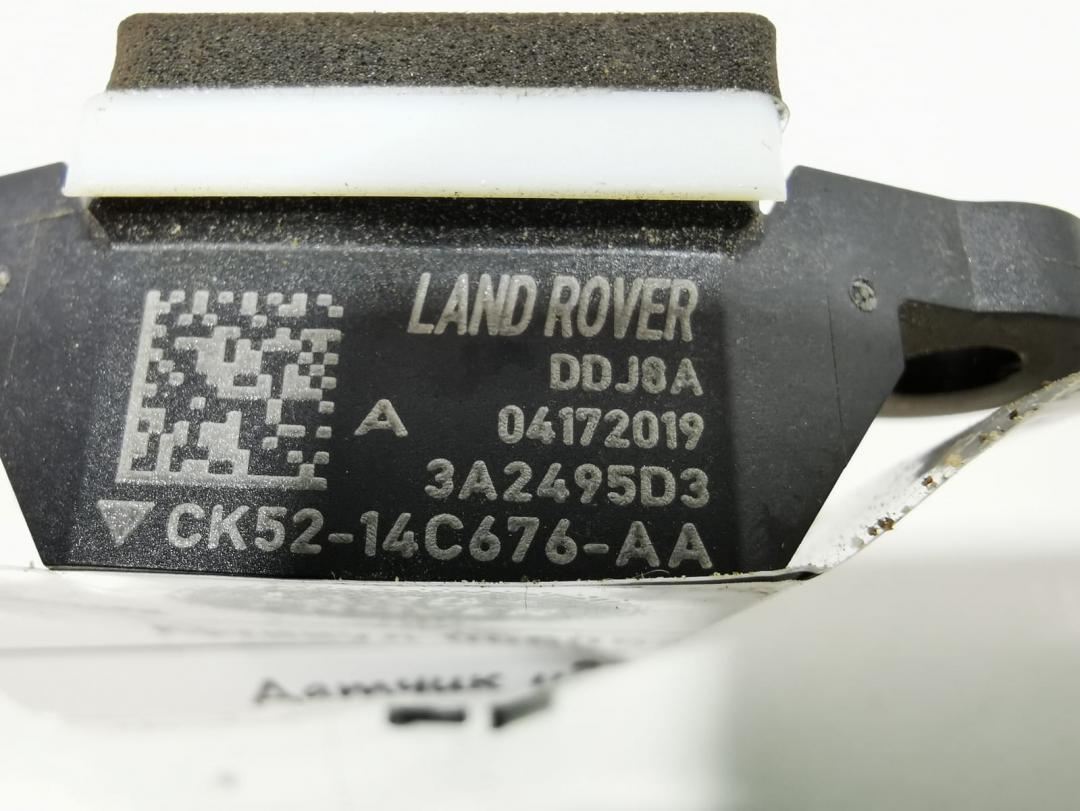 LAND ROVER
DDJ8A
A 04172019
3A2495D3
CK52-14C676-AA
Датчик